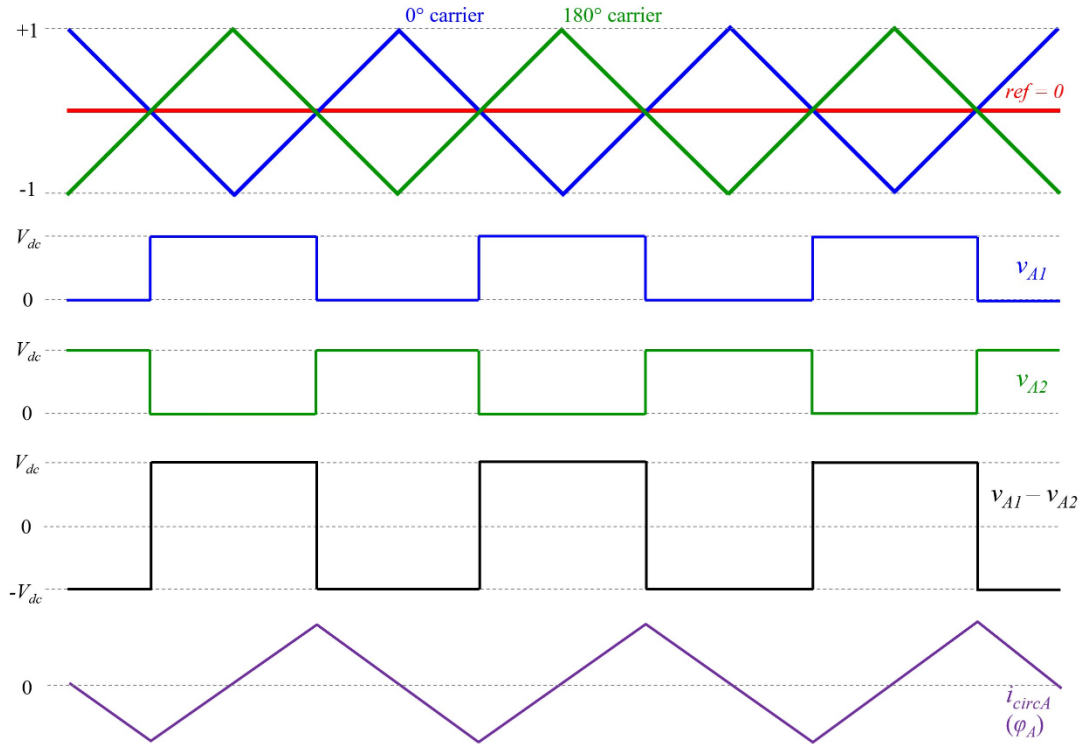 0° carrier 180° carrier
+1
ref = 0
-1
V_dc
v_A1
0
V_dc
v_A2
0
V_dc
v_A1 – v_A2
0
-V_dc
0
i_circA
(φ_A)